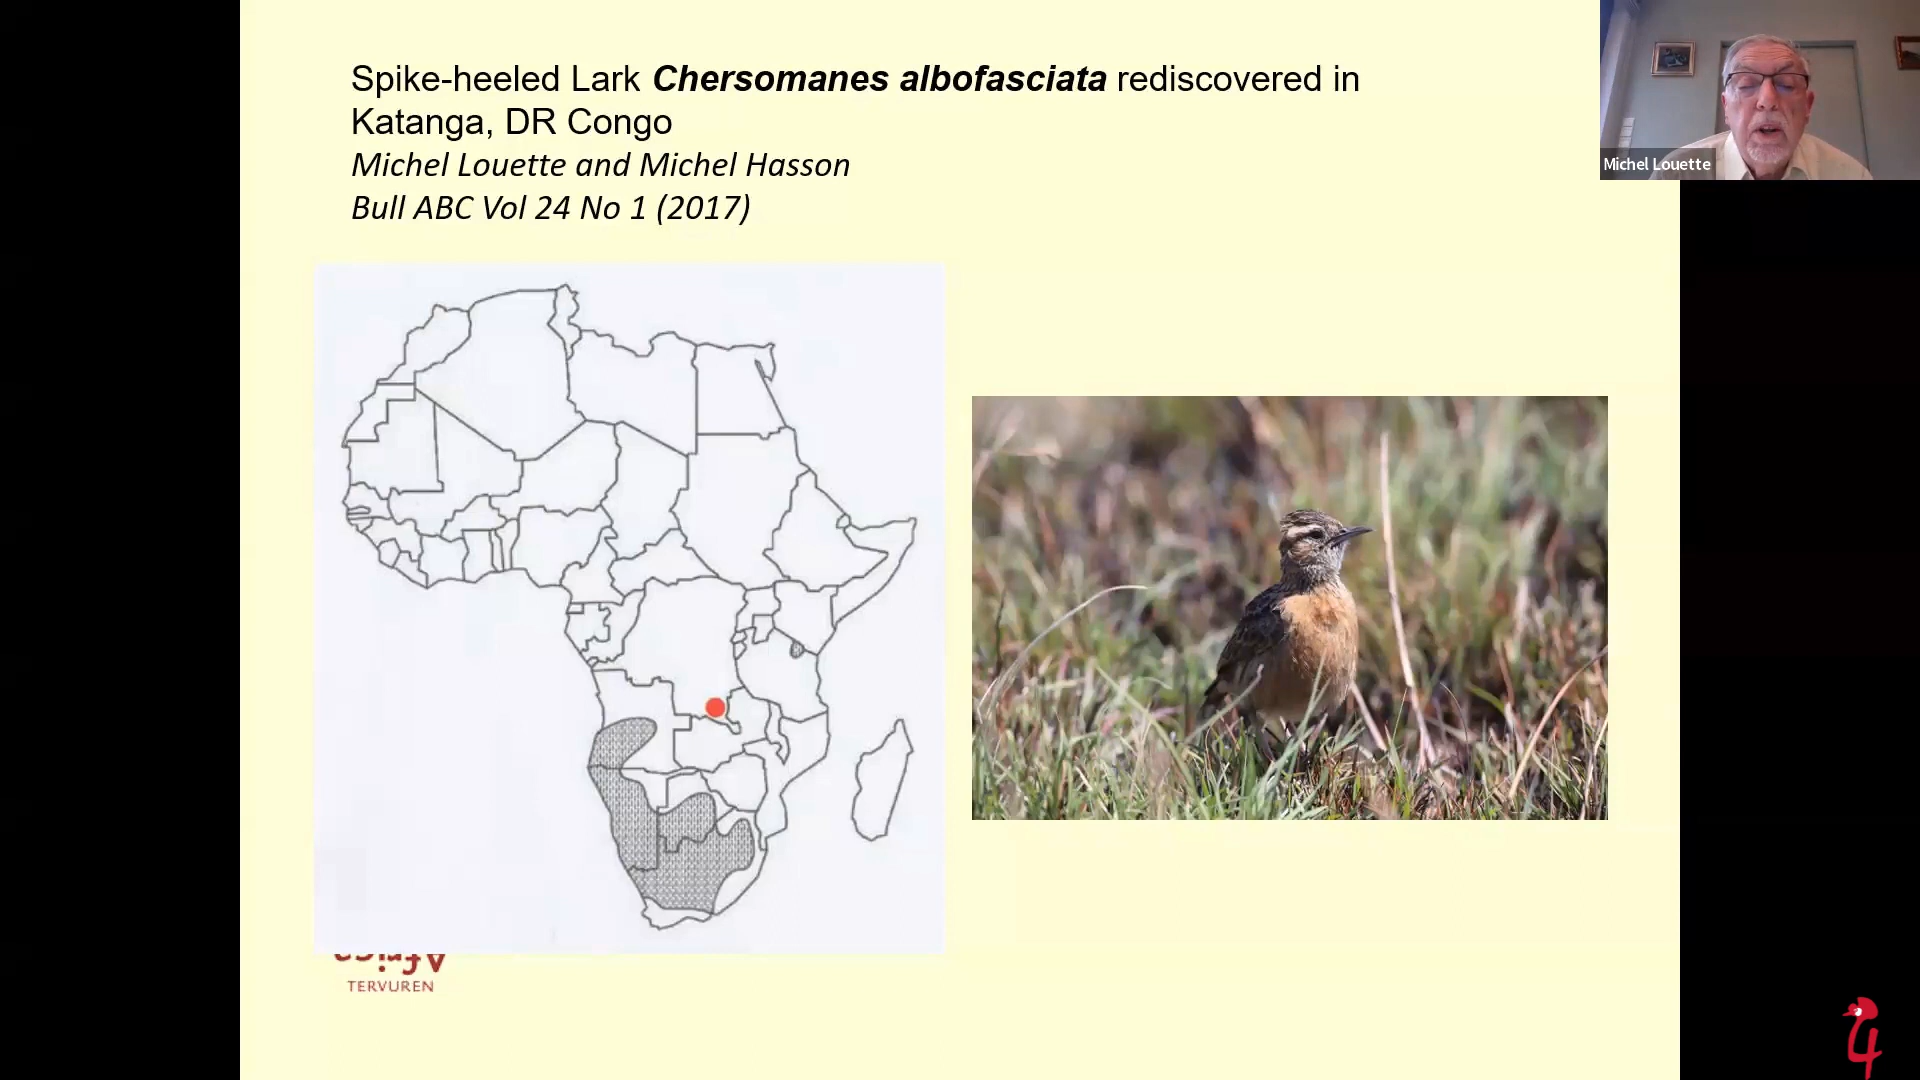 Spike-heeled Lark Chersomanes albofasciata rediscovered in
Katanga, DR Congo
Michel Louette and Michel Hasson
Bull ABC Vol 24 No 1 (2017)
Michel Louette
TERVUREN